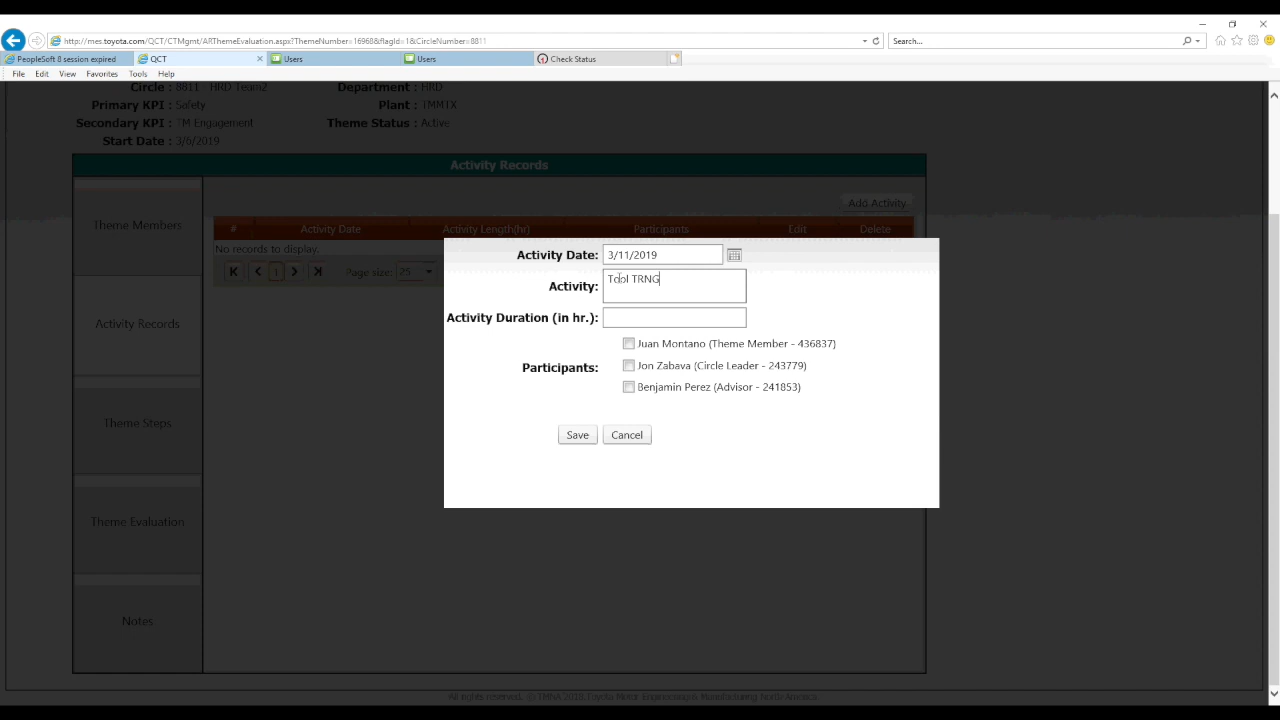 http://mes.toyota.com/QCT/CTMgmt/ARThemeEvaluation.aspx?ThemeNumber=16968&flagId=1&CircleNumber=8811
Search...
PeopleSoft 8 session expired
QCT
Users
Users
Check Status
File Edit View Favorites Tools Help
Circle : 8811 - HRD Team2 Department : HRD
Primary KPI : Safety Plant : TMMTX
Secondary KPI : TM Engagement Theme Status : Active
Start Date : 3/6/2019
Activity Records
Add Activity
Theme Members
# Activity Date Activity Length(hr) Participants Edit Delete
No records to display.
1 Page size: 25
Activity Date: 3/11/2019
Activity: Tool TRNG
Activity Duration (in hr.):
Participants:
Juan Montano (Theme Member - 436837)
Jon Zabava (Circle Leader - 243779)
Benjamin Perez (Advisor - 241853)
Save Cancel
Activity Records
Theme Steps
Theme Evaluation
Notes
All rights reserved. © TMNA 2018. Toyota Motor Engineering & Manufacturing North America